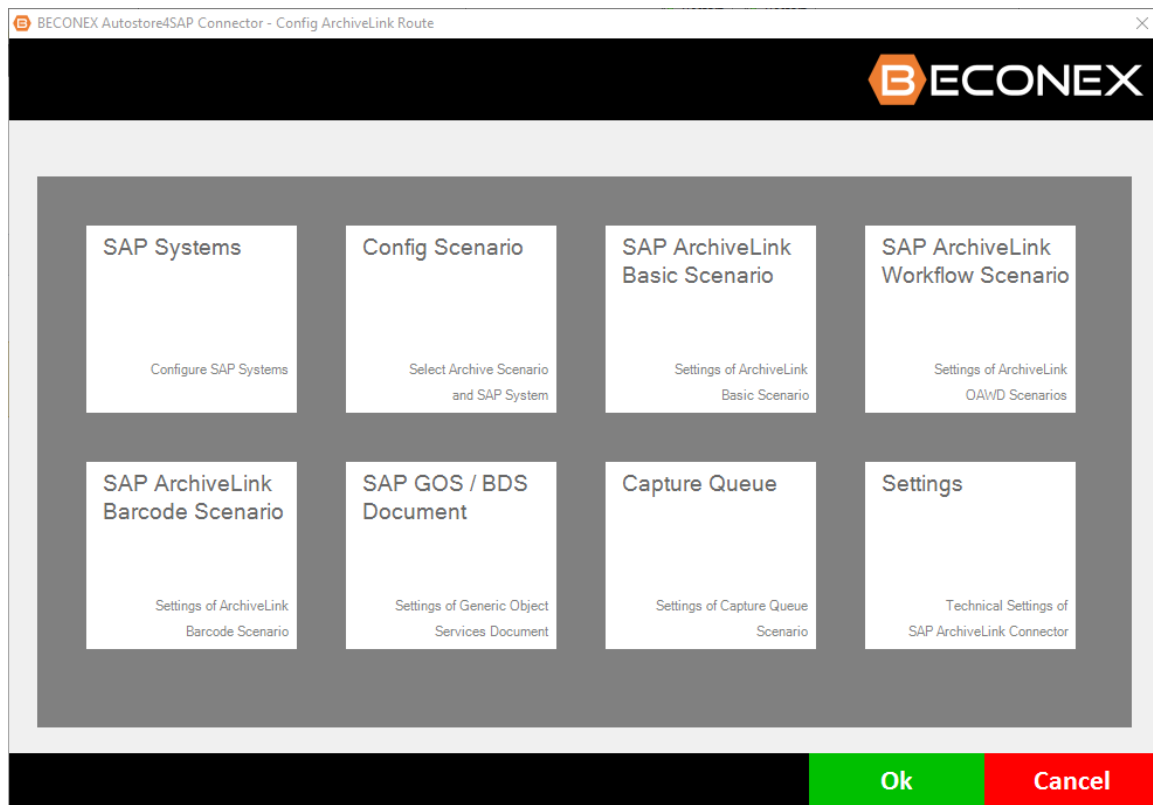 BECONEX Autostore4SAP Connector - Config ArchiveLink Route
BECONEX
SAP Systems
Configure SAP Systems
Config Scenario
Select Archive Scenario
and SAP System
SAP ArchiveLink
Basic Scenario
Settings of ArchiveLink
Basic Scenario
SAP ArchiveLink
Workflow Scenario
Settings of ArchiveLink
OAWD Scenarios
SAP ArchiveLink
Barcode Scenario
Settings of ArchiveLink
Barcode Scenario
SAP GOS / BDS
Document
Settings of Generic Object
Services Document
Capture Queue
Settings of Capture Queue
Scenario
Settings
Technical Settings of
SAP ArchiveLink Connector
Ok
Cancel